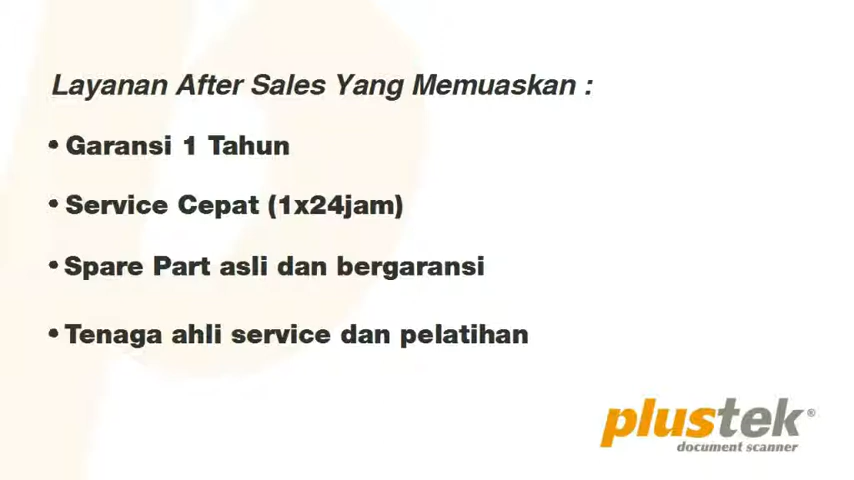 Layanan After Sales Yang Memuaskan :
• Garansi 1 Tahun
• Service Cepat (1x24jam)
• Spare Part asli dan bergaransi
• Tenaga ahli service dan pelatihan
plustek®
document scanner